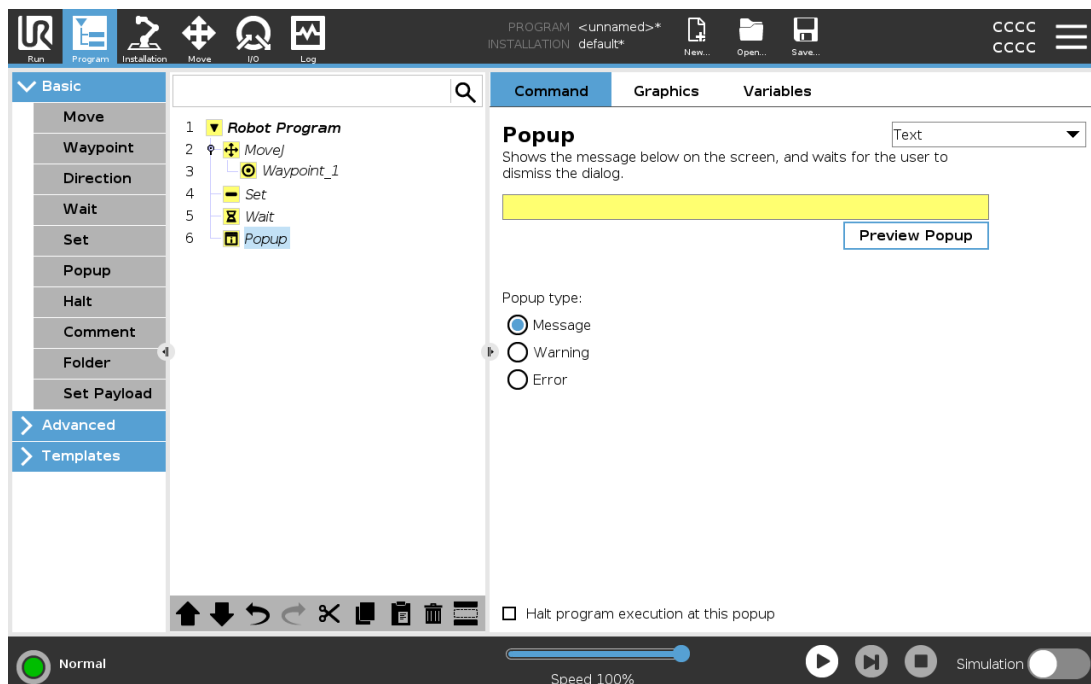 UR
PROGRAM <unnamed>*
INSTALLATION default*
CCCC
CCCC
Run Program Installation Move I/O Log New... Open... Save...
Basic
Move
Waypoint
Direction
Wait
Set
Popup
Halt
Comment
Folder
Set Payload
Advanced
Templates
1 Robot Program
2 MoveJ
3 Waypoint_1
4 Set
5 Wait
6 Popup
Command Graphics Variables
Popup
Text
Shows the message below on the screen, and waits for the user to
dismiss the dialog.
Preview Popup
Popup type:
Message
Warning
Error
Halt program execution at this popup
Normal
Speed 100%
Simulation